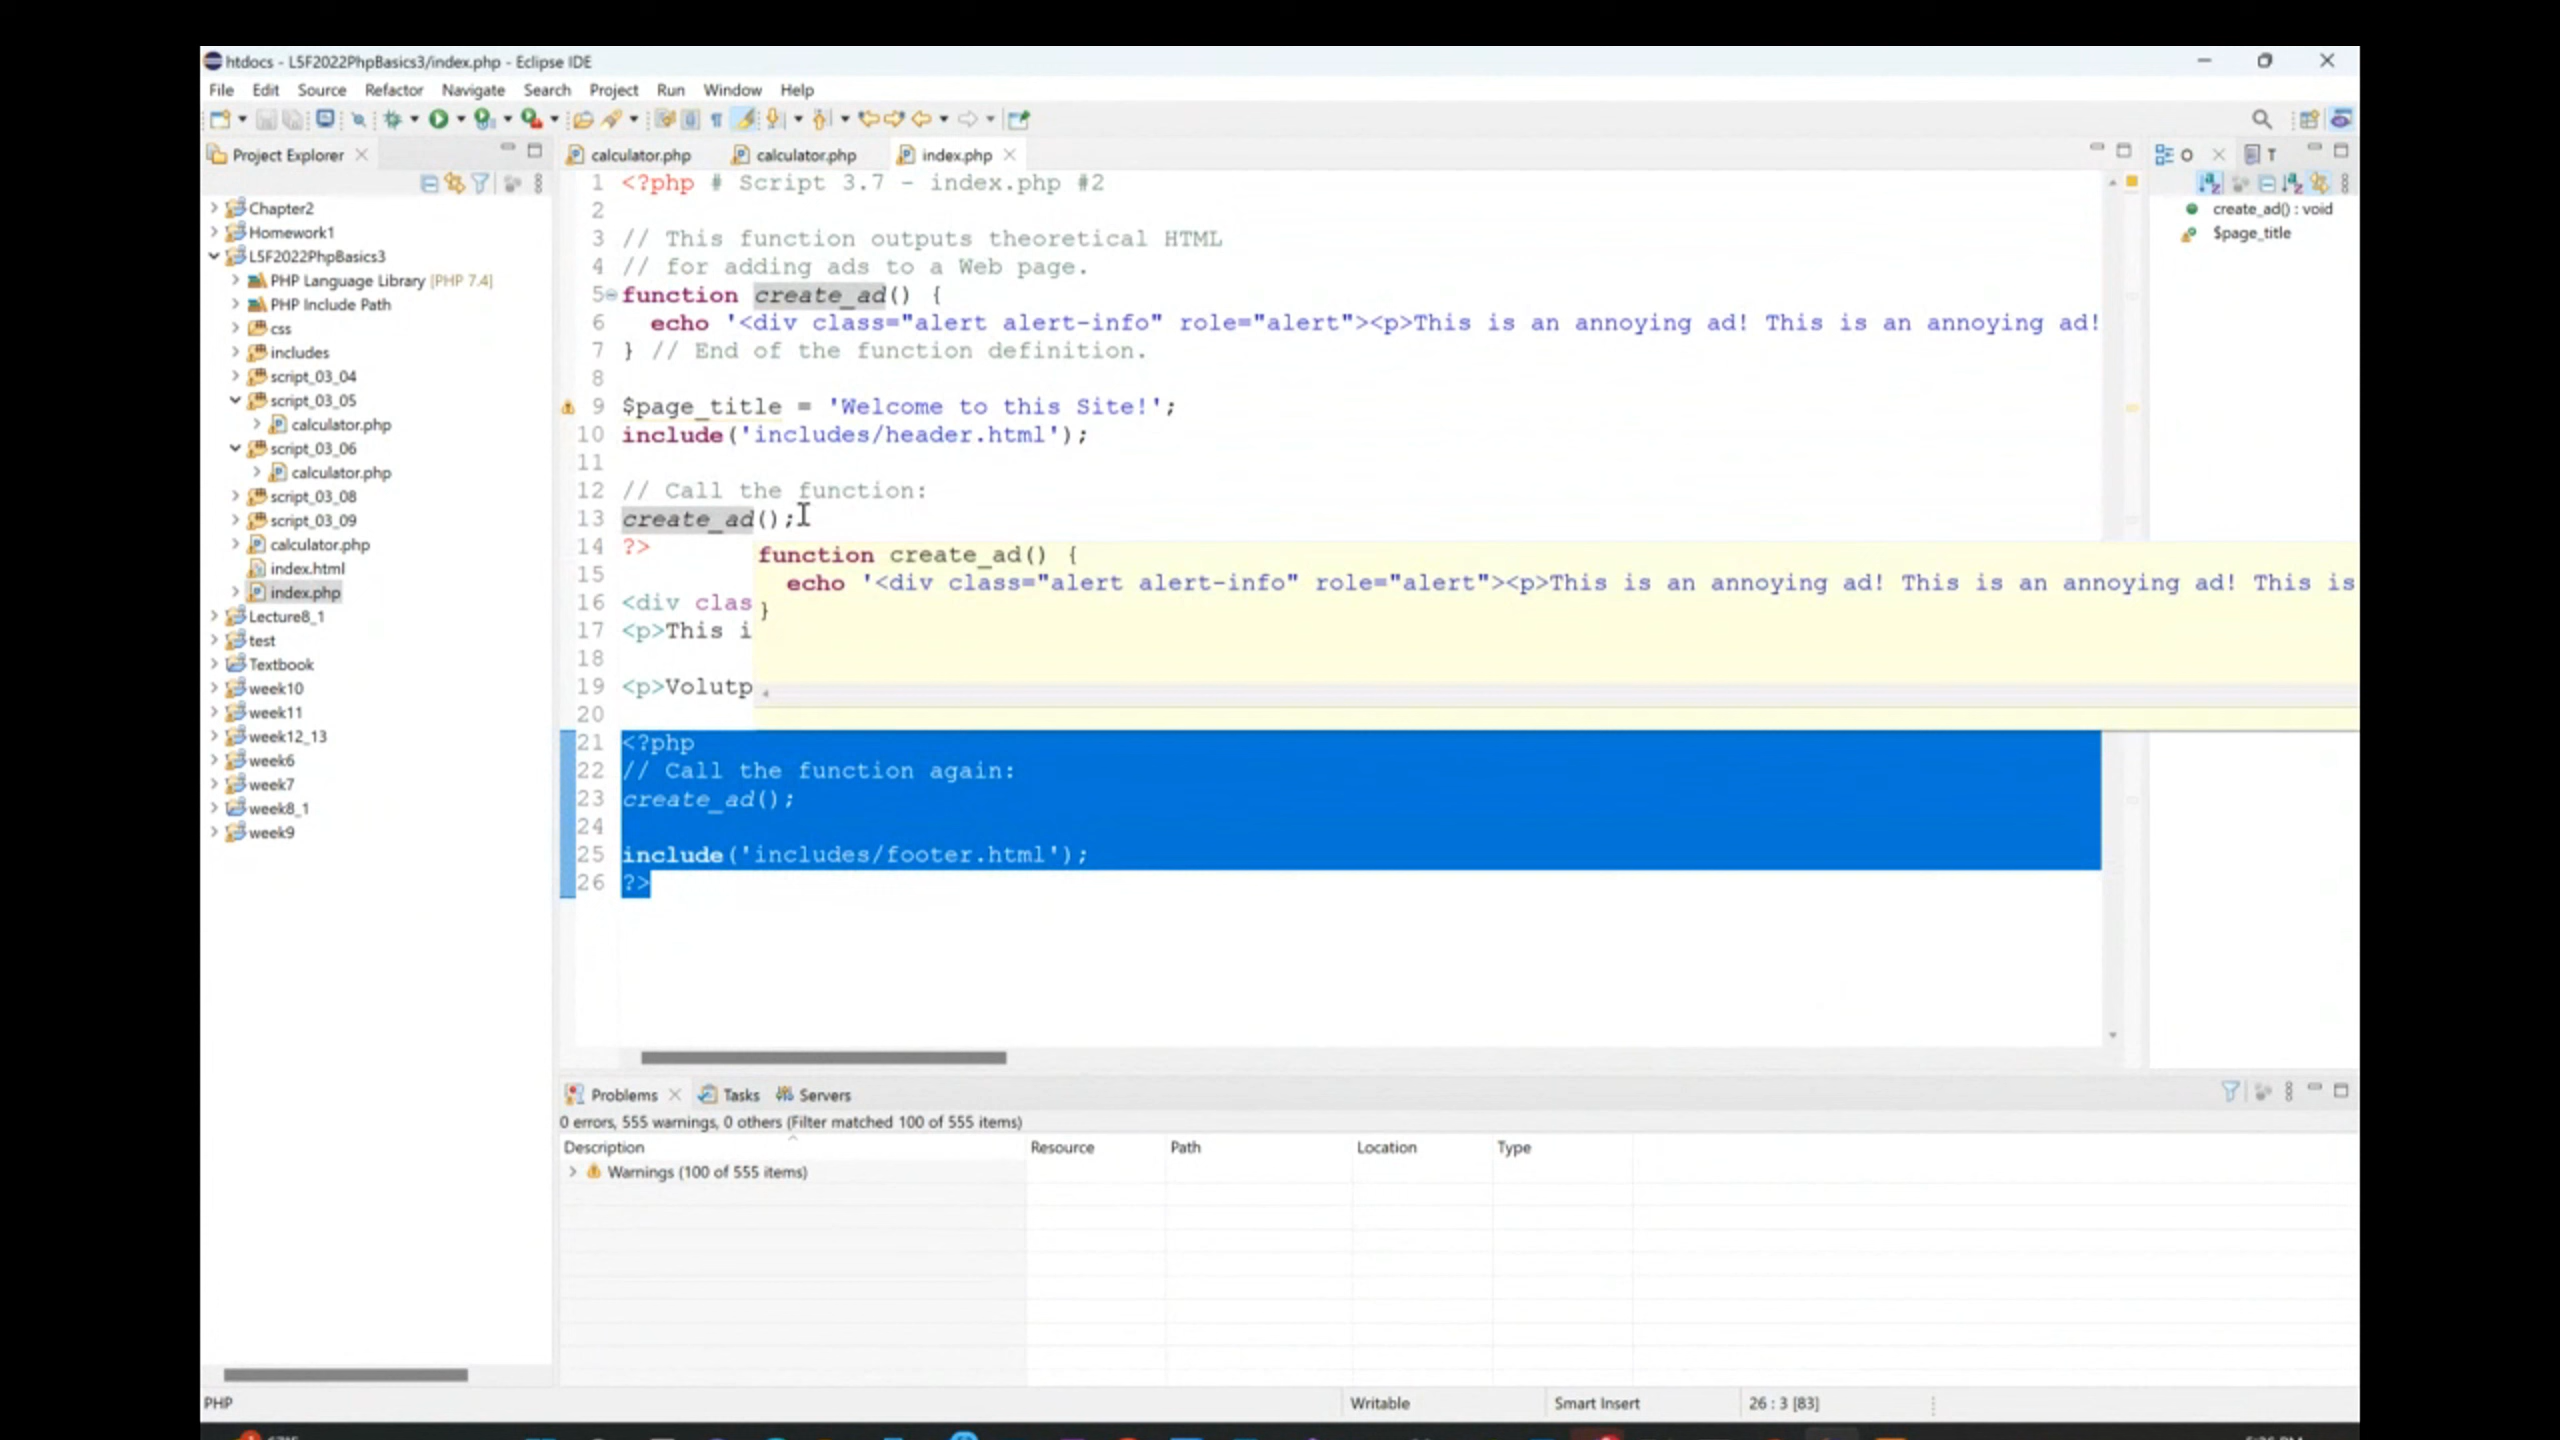 htdocs - L5F2022PhpBasics3/index.php - Eclipse IDE
File Edit Source Refactor Navigate Search Project Run Window Help
Project Explorer
calculator.php calculator.php index.php
O T
Chapter2
Homework1
L5F2022PhpBasics3
PHP Language Library [PHP 7.4]
PHP Include Path
css
includes
script_03_04
script_03_05
calculator.php
script_03_06
calculator.php
script_03_08
script_03_09
calculator.php
index.html
index.php
Lecture8_1
test
Textbook
week10
week11
week12_13
week6
week7
week8_1
week9
1 <?php # Script 3.7 - index.php #2
2
3 // This function outputs theoretical HTML
4 // for adding ads to a Web page.
5 function create_ad() {
6 echo '<div class="alert alert-info" role="alert"><p>This is an annoying ad! This is an annoying ad!
7 } // End of the function definition.
8
9 $page_title = 'Welcome to this Site!';
10 include('includes/header.html');
11
12 // Call the function:
13 create_ad();
14 ?>
15
16 <div clas
17 <p>This i
18
19 <p>Volutp
20
21 <?php
22 // Call the function again:
23 create_ad();
24
25 include('includes/footer.html');
26 ?>
function create_ad() {
echo '<div class="alert alert-info" role="alert"><p>This is an annoying ad! This is an annoying ad! This is
}
create_ad() : void
$page_title
Problems Tasks Servers
0 errors, 555 warnings, 0 others (Filter matched 100 of 555 items)
Description Resource Path Location Type
Warnings (100 of 555 items)
PHP Writable Smart Insert 26 : 3 [83]